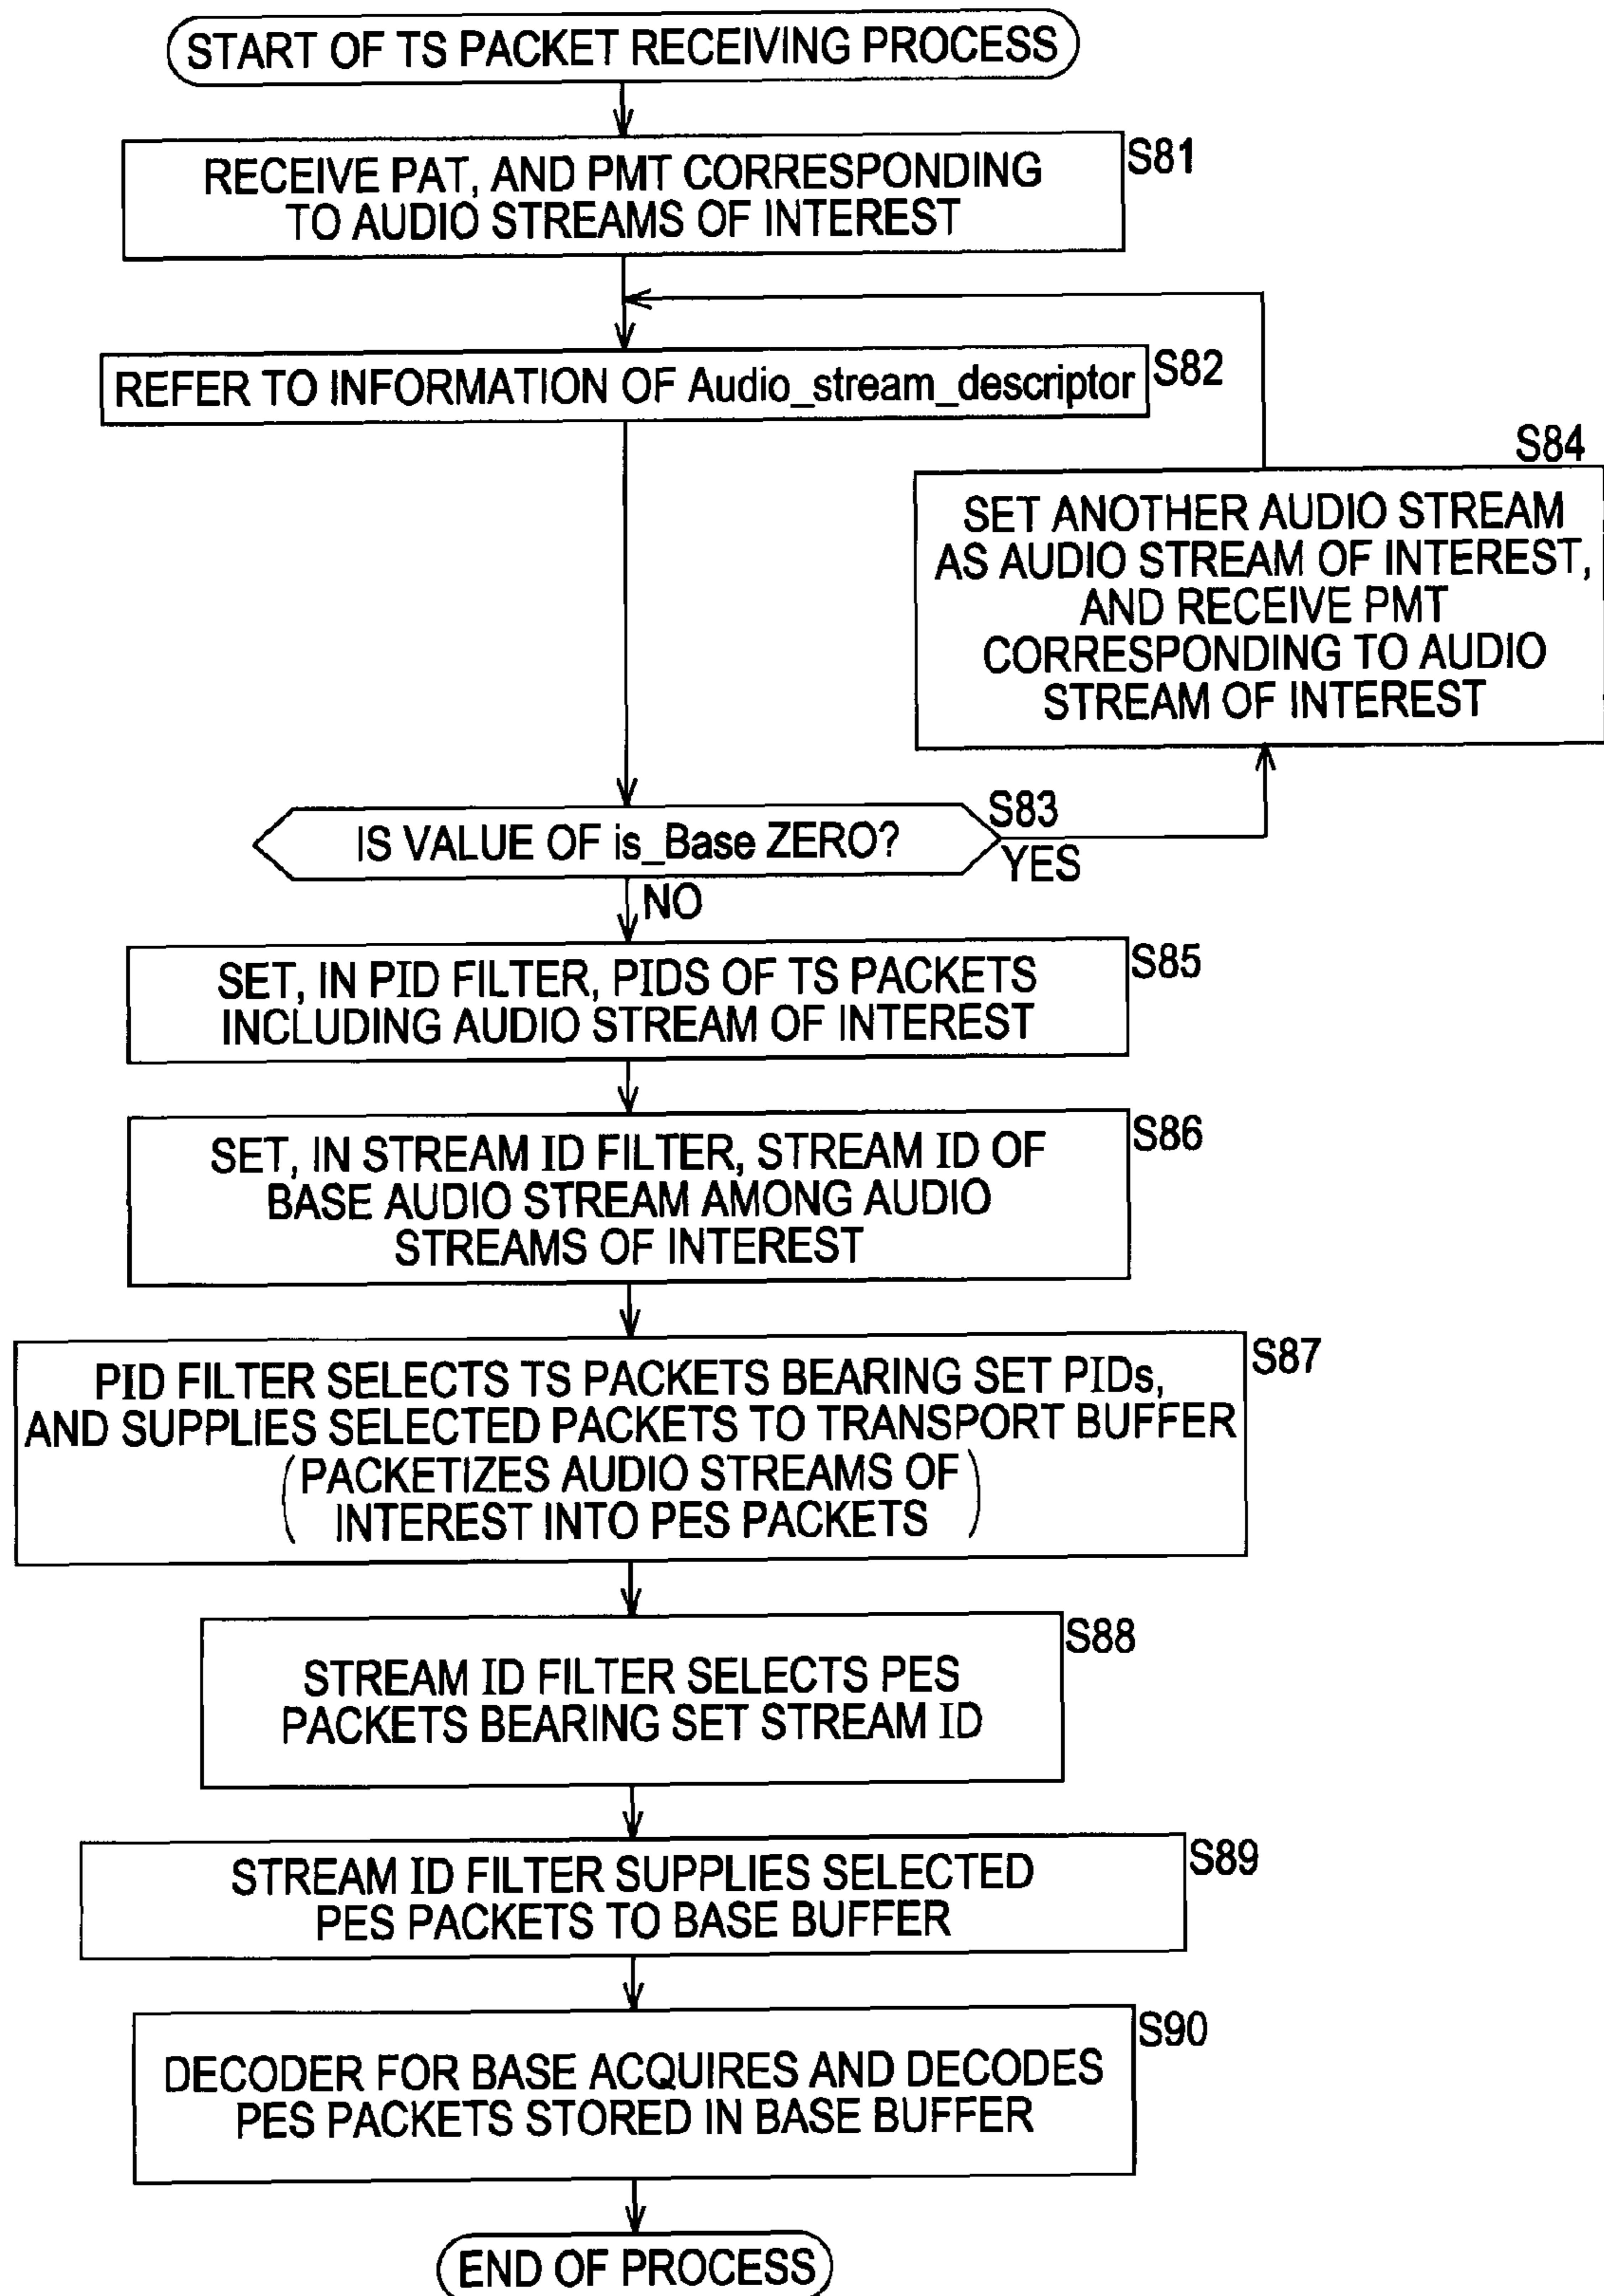 START OF TS PACKET RECEIVING PROCESS
RECEIVE PAT, AND PMT CORRESPONDING
TO AUDIO STREAMS OF INTEREST
S81
REFER TO INFORMATION OF Audio_stream_descriptor
S82
S84
SET ANOTHER AUDIO STREAM
AS AUDIO STREAM OF INTEREST,
AND RECEIVE PMT
CORRESPONDING TO AUDIO
STREAM OF INTEREST
IS VALUE OF is_Base ZERO?
S83
YES
NO
SET, IN PID FILTER, PIDS OF TS PACKETS
INCLUDING AUDIO STREAM OF INTEREST
S85
SET, IN STREAM ID FILTER, STREAM ID OF
BASE AUDIO STREAM AMONG AUDIO
STREAMS OF INTEREST
S86
PID FILTER SELECTS TS PACKETS BEARING SET PIDs,
AND SUPPLIES SELECTED PACKETS TO TRANSPORT BUFFER
(PACKETIZES AUDIO STREAMS OF
INTEREST INTO PES PACKETS)
S87
STREAM ID FILTER SELECTS PES
PACKETS BEARING SET STREAM ID
S88
STREAM ID FILTER SUPPLIES SELECTED
PES PACKETS TO BASE BUFFER
S89
DECODER FOR BASE ACQUIRES AND DECODES
PES PACKETS STORED IN BASE BUFFER
S90
END OF PROCESS